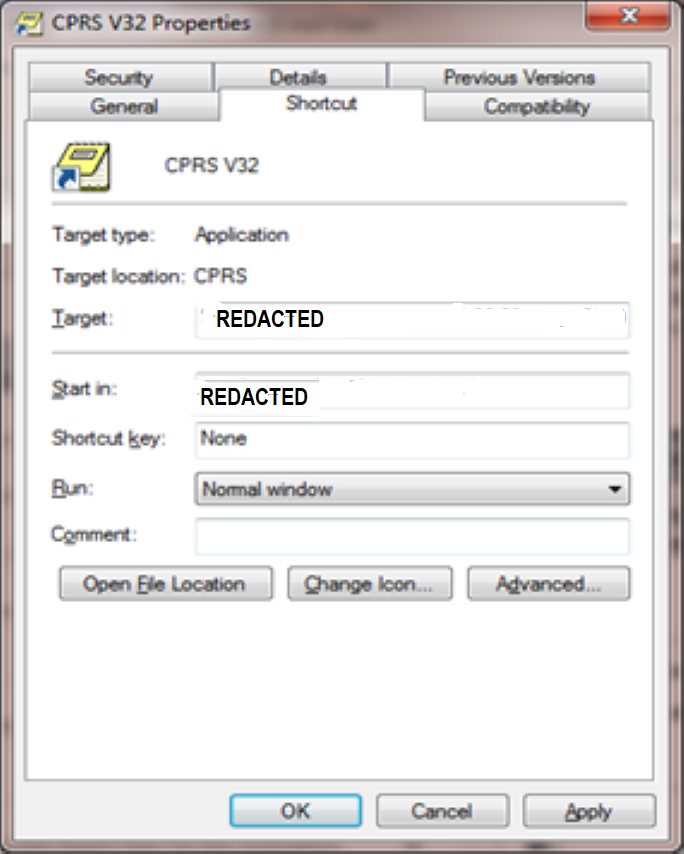 CPRS V32 Properties
Security Details Previous Versions
General Shortcut Compatibility
CPRS V32
Target type: Application
Target location: CPRS
Target: REDACTED
Start in: REDACTED
Shortcut key: None
Run: Normal window
Comment:
Open File Location Change Icon... Advanced...
OK Cancel Apply